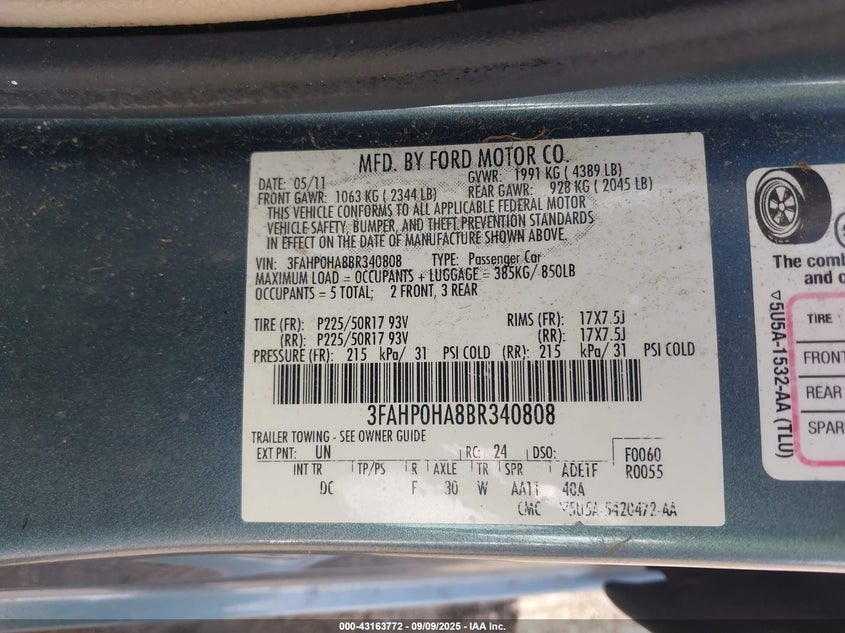 MFD. BY FORD MOTOR CO.
DATE: 05/11 GVWR: 1991 KG ( 4389 LB)
FRONT GAWR: 1063 KG ( 2344 LB) REAR GAWR: 928 KG ( 2045 LB)
THIS VEHICLE CONFORMS TO ALL APPLICABLE FEDERAL MOTOR
VEHICLE SAFETY, BUMPER, AND THEFT PREVENTION STANDARDS
IN EFFECT ON THE DATE OF MANUFACTURE SHOWN ABOVE.
VIN: 3FAHP0HA8BR340808 TYPE: Passenger Car
MAXIMUM LOAD = OCCUPANTS + LUGGAGE = 385KG/ 850LB
OCCUPANTS = 5 TOTAL; 2 FRONT, 3 REAR
TIRE (FR): P225/50R17 93V RIMS (FR): 17X7.5J
(RR): P225/50R17 93V (RR): 17X7.5J
PRESSURE (FR): 215 kPa/ 31 PSI COLD (RR): 215 kPa/ 31 PSI COLD
3FAHP0HA8BR340808
TRAILER TOWING - SEE OWNER GUIDE
EXT PNT: UN RC: 24 DSO: F0060
R0055
INT TR TP/PS R AXLE TR SPR ADE1F
DC F 30 W AA11 40A
CMC ▽5U5A-5420472-AA
The comb
and c
▽5U5A-1532-AA (TLU)
TIRE
FRONT
REAR
SPAR
000-43163772 - 09/09/2025 - IAA Inc.